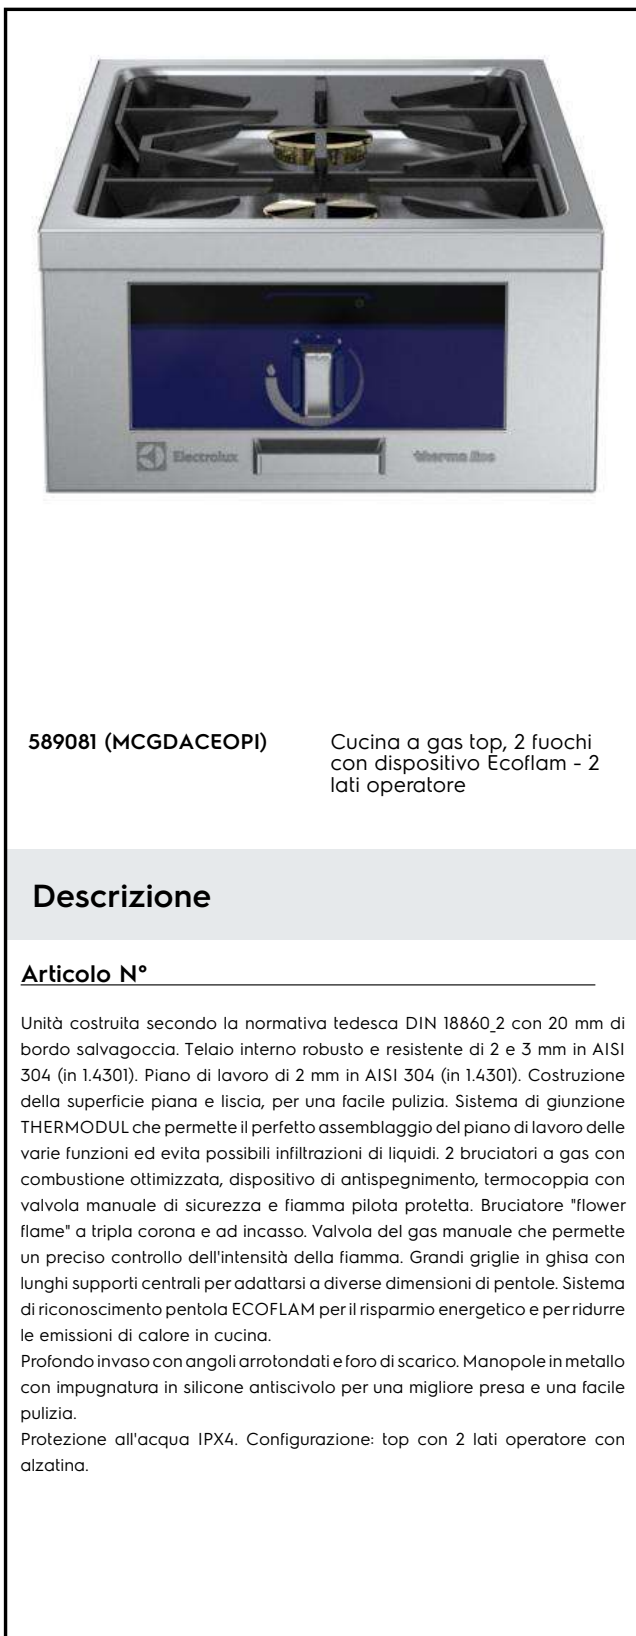 Electrolux
therma line
589081 (MCGDACEOPI)
Cucina a gas top, 2 fuochi
con dispositivo Ecoflam - 2
lati operatore
Descrizione
Articolo N°
Unità costruita secondo la normativa tedesca DIN 18860_2 con 20 mm di
bordo salvagoccia. Telaio interno robusto e resistente di 2 e 3 mm in AISI
304 (in 1.4301). Piano di lavoro di 2 mm in AISI 304 (in 1.4301). Costruzione
della superficie piana e liscia, per una facile pulizia. Sistema di giunzione
THERMODUL che permette il perfetto assemblaggio del piano di lavoro delle
varie funzioni ed evita possibili infiltrazioni di liquidi. 2 bruciatori a gas con
combustione ottimizzata, dispositivo di antispegnimento, termocoppia con
valvola manuale di sicurezza e fiamma pilota protetta. Bruciatore "flower
flame" a tripla corona e ad incasso. Valvola del gas manuale che permette
un preciso controllo dell'intensità della fiamma. Grandi griglie in ghisa con
lunghi supporti centrali per adattarsi a diverse dimensioni di pentole. Sistema
di riconoscimento pentola ECOFLAM per il risparmio energetico e per ridurre
le emissioni di calore in cucina.
Profondo invaso con angoli arrotondati e foro di scarico. Manopole in metallo
con impugnatura in silicone antiscivolo per una migliore presa e una facile
pulizia.
Protezione all'acqua IPX4. Configurazione: top con 2 lati operatore con
alzatina.